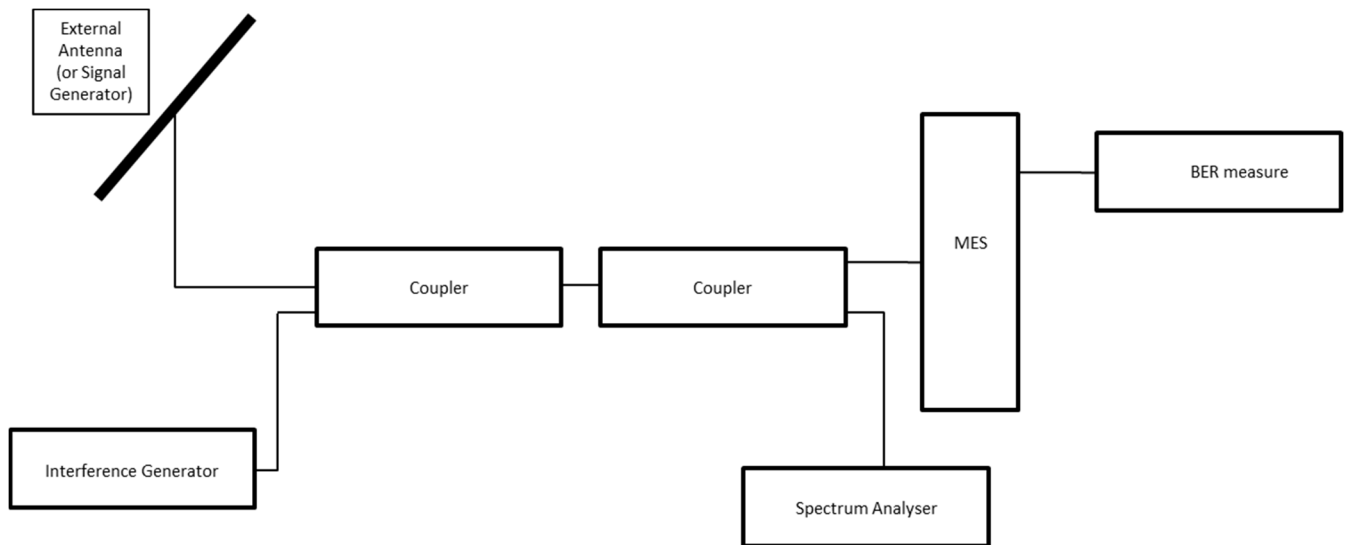 External
Antenna
(or Signal
Generator)
BER measure
MES
Coupler
Coupler
Interference Generator
Spectrum Analyser